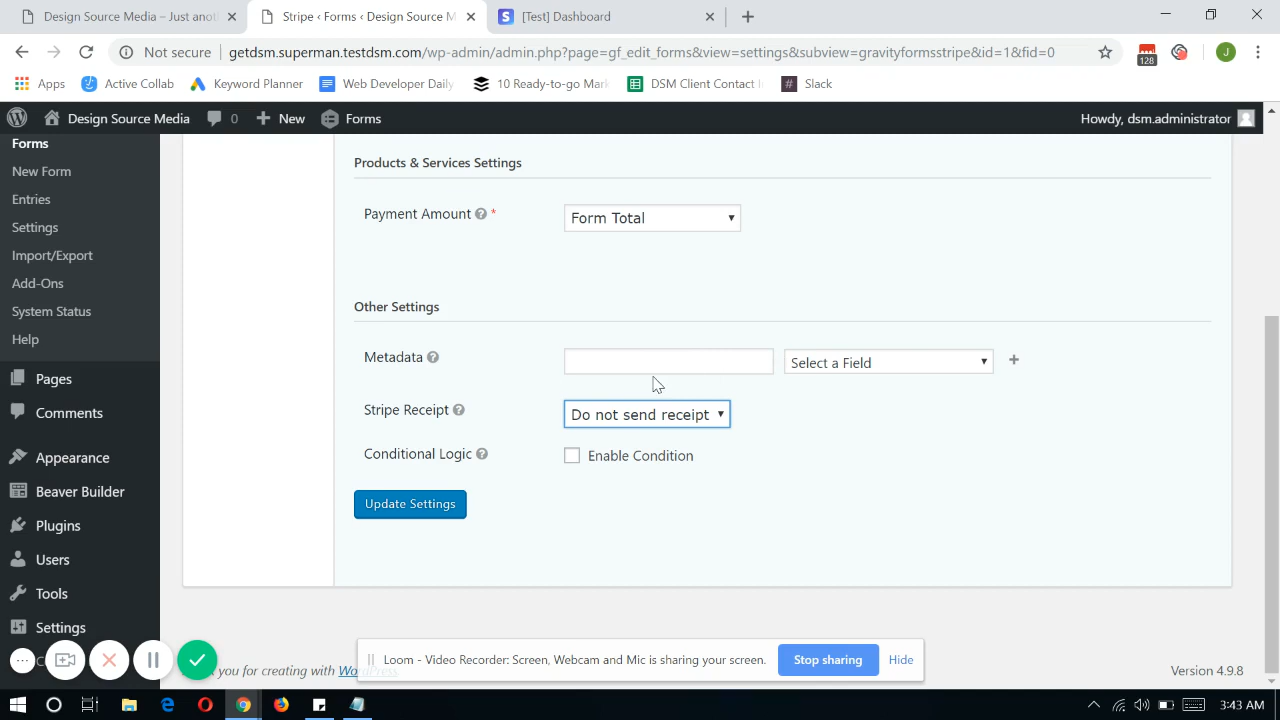 Design Source Media – Just anot
Stripe ‹ Forms ‹ Design Source M
[Test] Dashboard
Not secure
getdsm.superman.testdsm.com/wp-admin/admin.php?page=gf_edit_forms&view=settings&subview=gravityformsstripe&id=1&fid=0
128
J
Apps
Active Collab
Keyword Planner
Web Developer Daily
10 Ready-to-go Mark
DSM Client Contact
Slack
Design Source Media
0
New
Forms
Howdy, dsm.administrator
Forms
New Form
Entries
Settings
Import/Export
Add-Ons
System Status
Help
Pages
Comments
Appearance
Beaver Builder
Plugins
Users
Tools
Settings
Products & Services Settings
Payment Amount ? *
Form Total
Other Settings
Metadata ?
Select a Field
Stripe Receipt ?
Do not send receipt
Conditional Logic ?
Enable Condition
Update Settings
Loom - Video Recorder: Screen, Webcam and Mic is sharing your screen.
Stop sharing
Hide
you for creating with WordPress
Version 4.9.8
3:43 AM